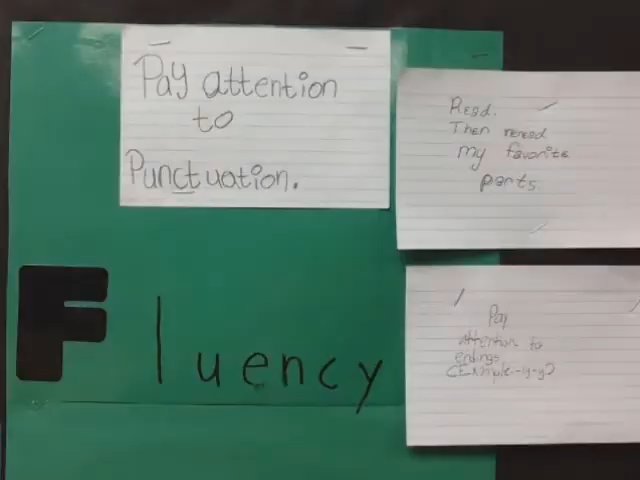 Pay attention
to
Punctuation.
Read.
Then reread
my favorite
parts.
Fluency
Pay
attention to
endings